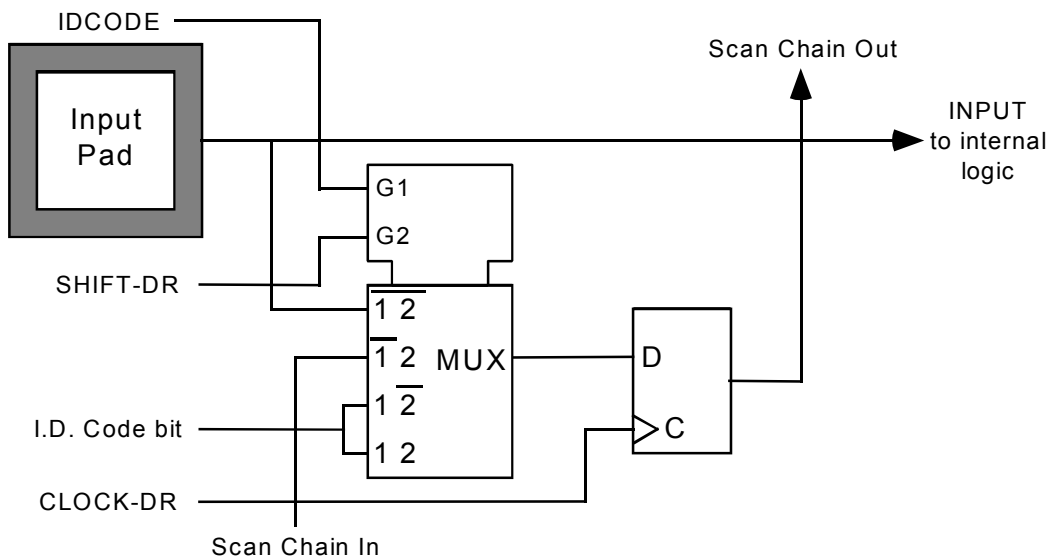 IDCODE
Scan Chain Out
Input
Pad
INPUT
to internal
logic
G1
G2
SHIFT-DR
1 2
1 2 MUX
D
1 2
I.D. Code bit
C
1 2
CLOCK-DR
Scan Chain In